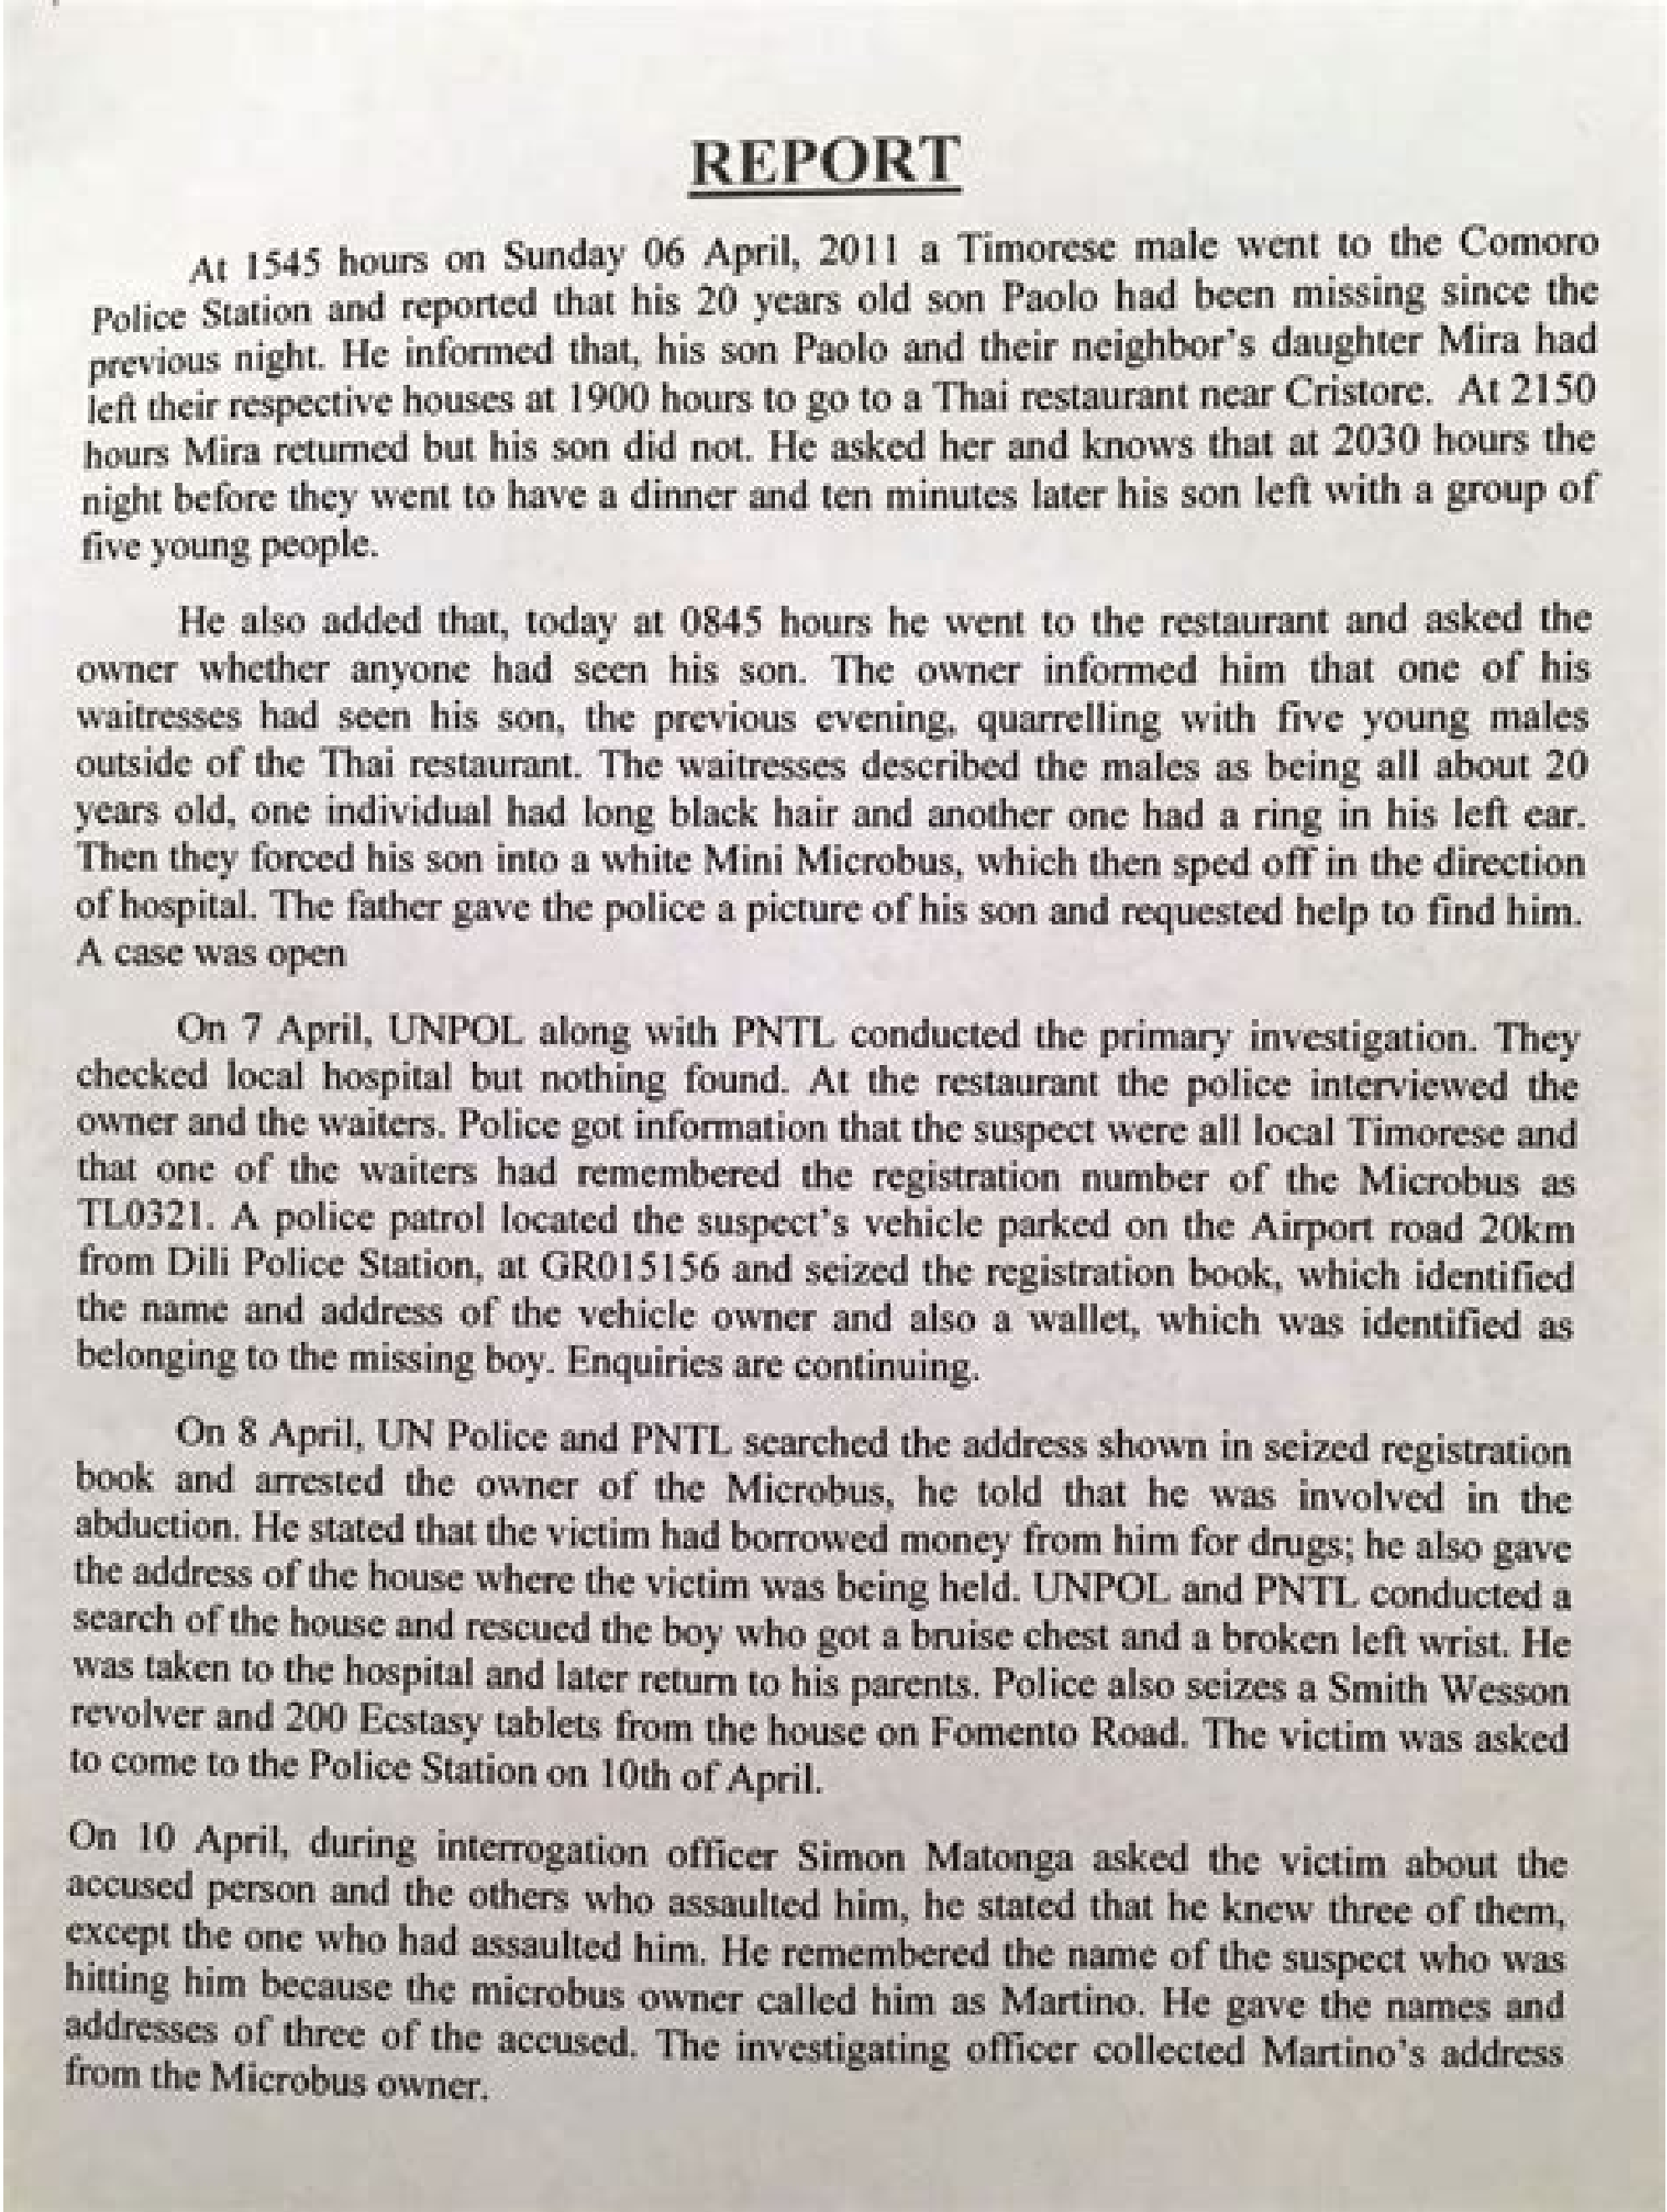 REPORT
At 1545 hours on Sunday 06 April, 2011 a Timorese male went to the Comoro
Police Station and reported that his 20 years old son Paolo had been missing since the
previous night. He informed that, his son Paolo and their neighbor's daughter Mira had
left their respective houses at 1900 hours to go to a Thai restaurant near Cristore. At 2150
hours Mira returned but his son did not. He asked her and knows that at 2030 hours the
night before they went to have a dinner and ten minutes later his son left with a group of
five young people.
He also added that, today at 0845 hours he went to the restaurant and asked the
owner whether anyone had seen his son. The owner informed him that one of his
waitresses had seen his son, the previous evening, quarrelling with five young males
outside of the Thai restaurant. The waitresses described the males as being all about 20
years old, one individual had long black hair and another one had a ring in his left ear.
Then they forced his son into a white Mini Microbus, which then sped off in the direction
of hospital. The father gave the police a picture of his son and requested help to find him.
A case was open
On 7 April, UNPOL along with PNTL conducted the primary investigation. They
checked local hospital but nothing found. At the restaurant the police interviewed the
owner and the waiters. Police got information that the suspect were all local Timorese and
that one of the waiters had remembered the registration number of the Microbus as
TL0321. A police patrol located the suspect's vehicle parked on the Airport road 20km
from Dili Police Station, at GR015156 and seized the registration book, which identified
the name and address of the vehicle owner and also a wallet, which was identified as
belonging to the missing boy. Enquiries are continuing.
On 8 April, UN Police and PNTL searched the address shown in seized registration
book and arrested the owner of the Microbus, he told that he was involved in the
abduction. He stated that the victim had borrowed money from him for drugs; he also gave
the address of the house where the victim was being held. UNPOL and PNTL conducted a
search of the house and rescued the boy who got a bruise chest and a broken left wrist. He
was taken to the hospital and later return to his parents. Police also seizes a Smith Wesson
revolver and 200 Ecstasy tablets from the house on Fomento Road. The victim was asked
to come to the Police Station on 10th of April.
On 10 April, during interrogation officer Simon Matonga asked the victim about the
accused person and the others who assaulted him, he stated that he knew three of them,
except the one who had assaulted him. He remembered the name of the suspect who was
hitting him because the microbus owner called him as Martino. He gave the names and
addresses of three of the accused. The investigating officer collected Martino's address
from the Microbus owner.